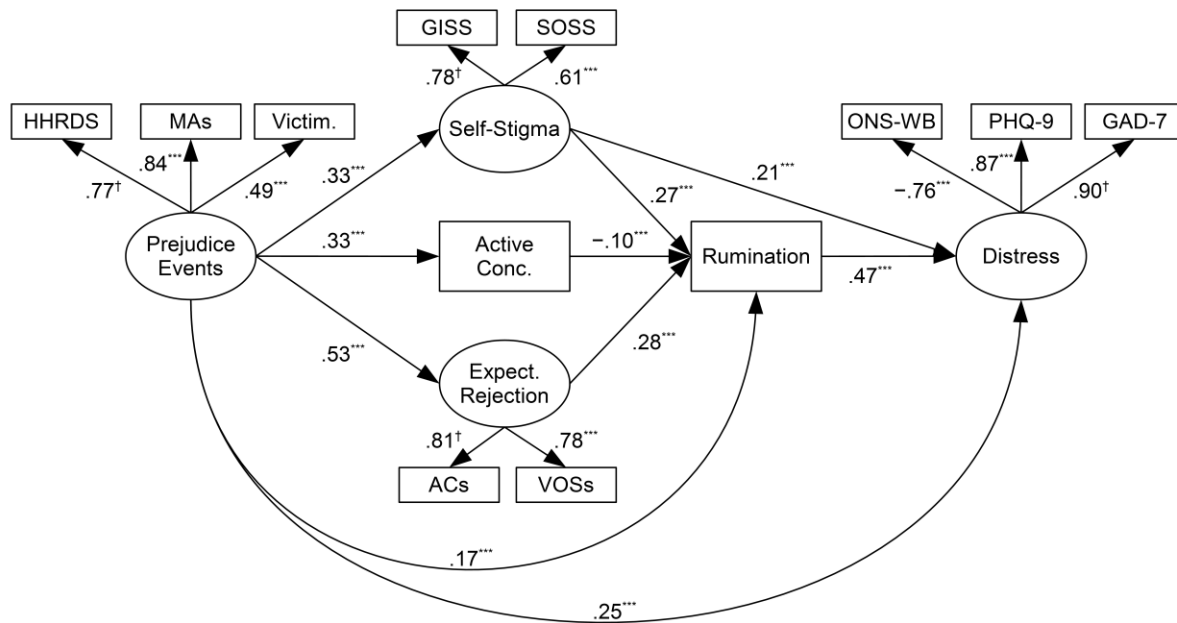 GISS
SOSS
.78†
.61***
HHRDS
MAs
Victim.
Self-Stigma
ONS-WB
PHQ-9
GAD-7
.84***
.77†
.49***
.33***
.21***
.27***
−.76***
.87***
.90†
Prejudice
Events
.33***
Active
Conc.
−.10***
Rumination
.47***
Distress
.53***
Expect.
Rejection
.28***
.81†
.78***
ACs
VOSs
.17***
.25***